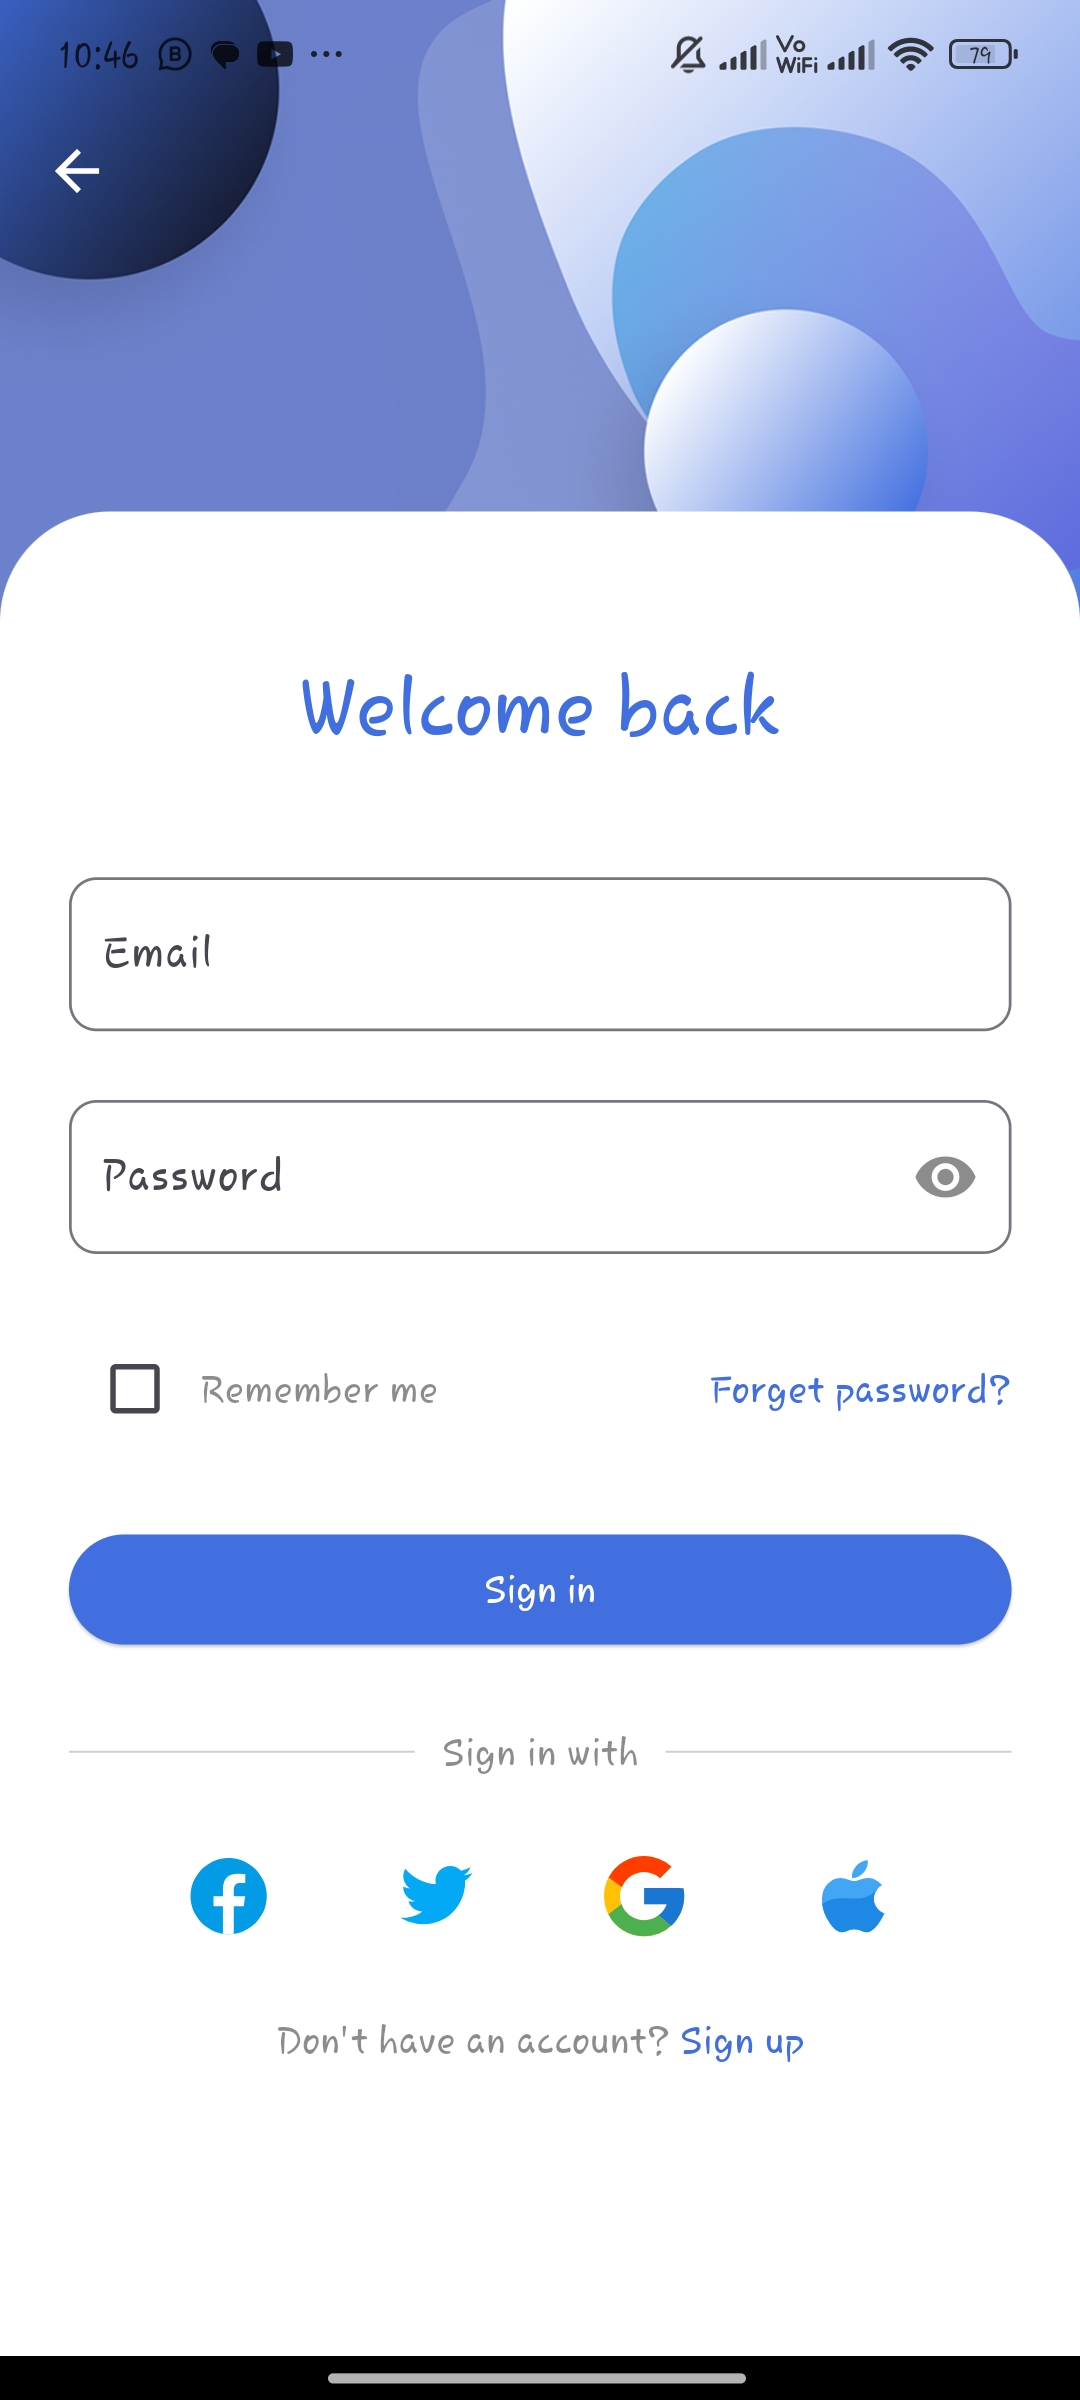 10:46
Vo
WiFi
79
Welcome back
Email
Password
Remember me
Forget password?
Sign in
Sign in with
Don't have an account? Sign up